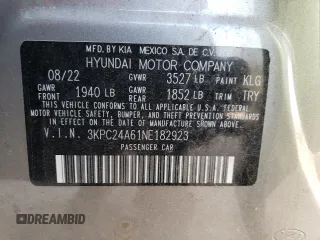 MFD BY KIA MEXICO S.A. DE C.V.
HYUNDAI MOTOR COMPANY
08/22 GVWR 3527 LB PAINT KLG
GAWR FRONT 1940 LB GAWR REAR 1852 LB TRIM TRY
THIS VEHICLE CONFORMS TO ALL APPLICABLE U.S. FEDERAL
MOTOR VEHICLE SAFETY, BUMPER, AND THEFT PREVENTION
STANDARDS IN EFFECT ON THE DATE OF MANUFACTURE SHOWN ABOVE.
V.I.N. 3KPC24A61NE182923
PASSENGER CAR
DREAMBID